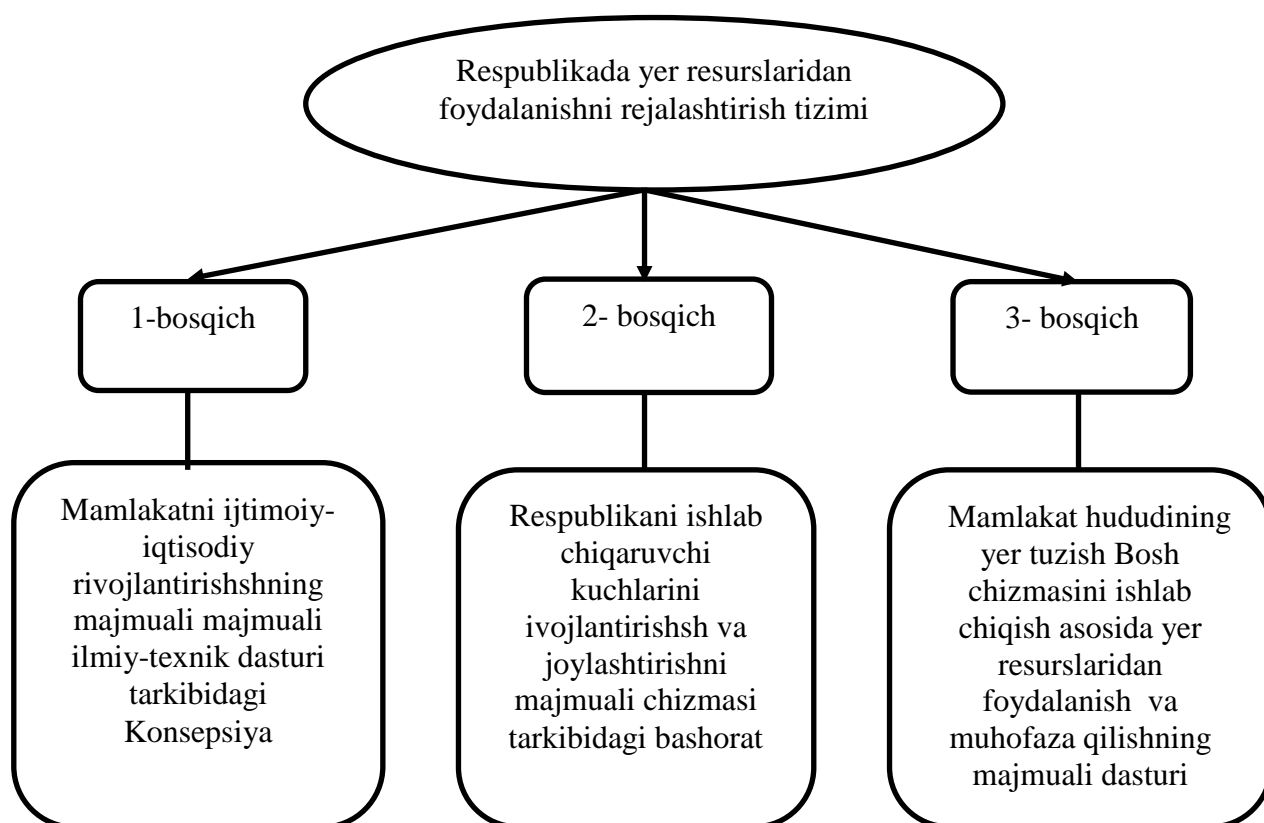 Respublikada yer resurslaridan
foydalanishni rejalashtirish tizimi
1-bosqich
2- bosqich
3- bosqich
Mamlakatni ijtimoiy-
iqtisodiy
rivojlantirishshning
majmuali majmuali
ilmiy-texnik dasturi
tarkibidagi
Konsepsiya
Respublikani ishlab
chiqaruvchi
kuchlarini
ivojlantirishsh va
joylashtirishni
majmuali chizmasi
tarkibidagi bashorat
Mamlakat hududining
yer tuzish Bosh
chizmasini ishlab
chiqish asosida yer
resurslaridan
foydalanish va
muhofaza qilishning
majmuali dasturi